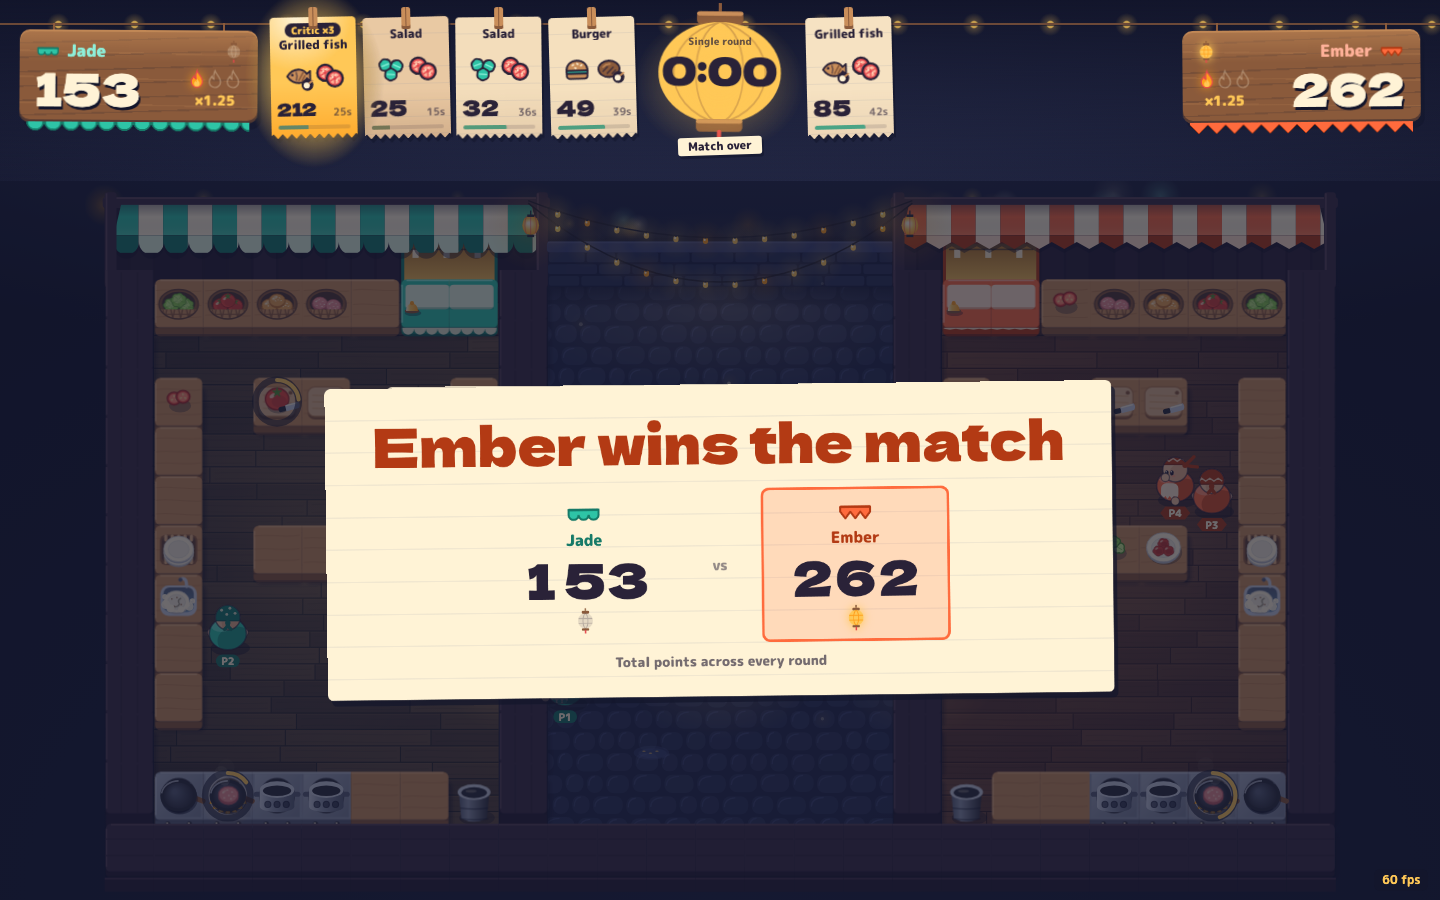 Jade
153
×1.25
Critic x3
Grilled fish
212 25s
Salad
25 15s
Salad
32 36s
Burger
49 39s
Single round
0:00
Match over
Grilled fish
85 42s
Ember
×1.25
262
Ember wins the match
Jade
153
vs
Ember
262
Total points across every round
P4
P3
P2
P1
60 fps